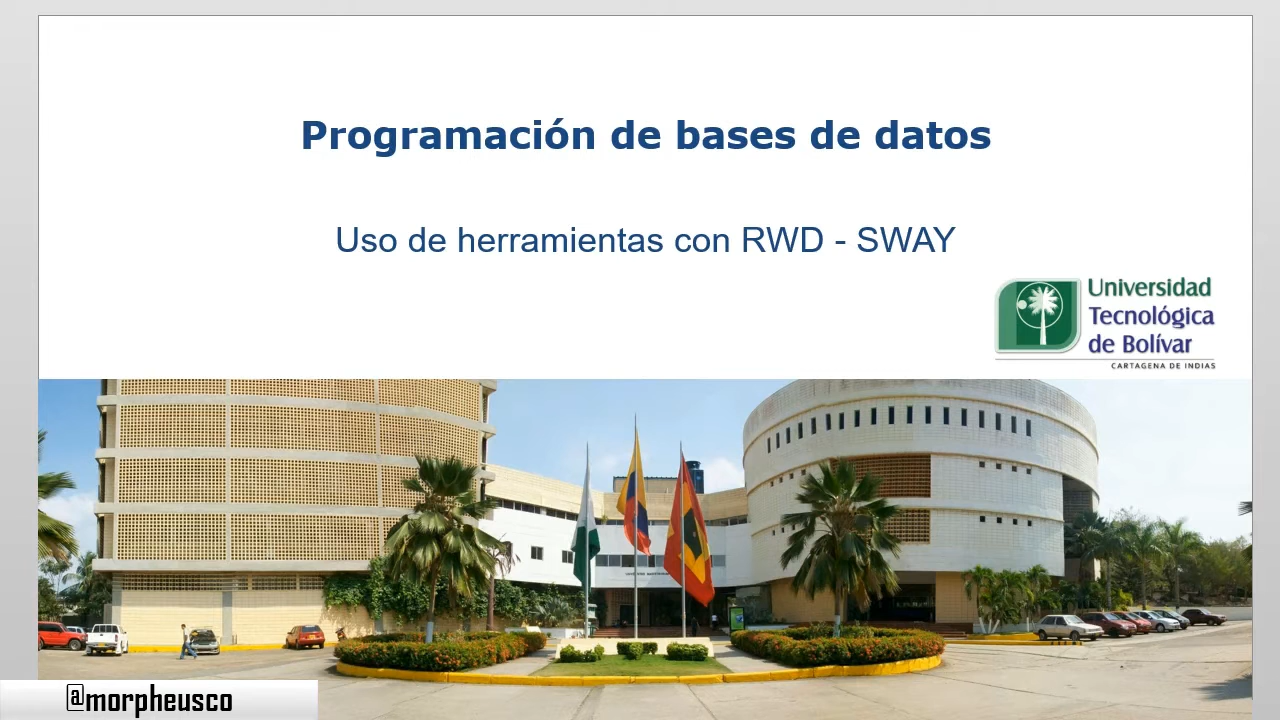 Programación de bases de datos
Uso de herramientas con RWD - SWAY
Universidad
Tecnológica
de Bolívar
CARTAGENA DE INDIAS
@morpheusco